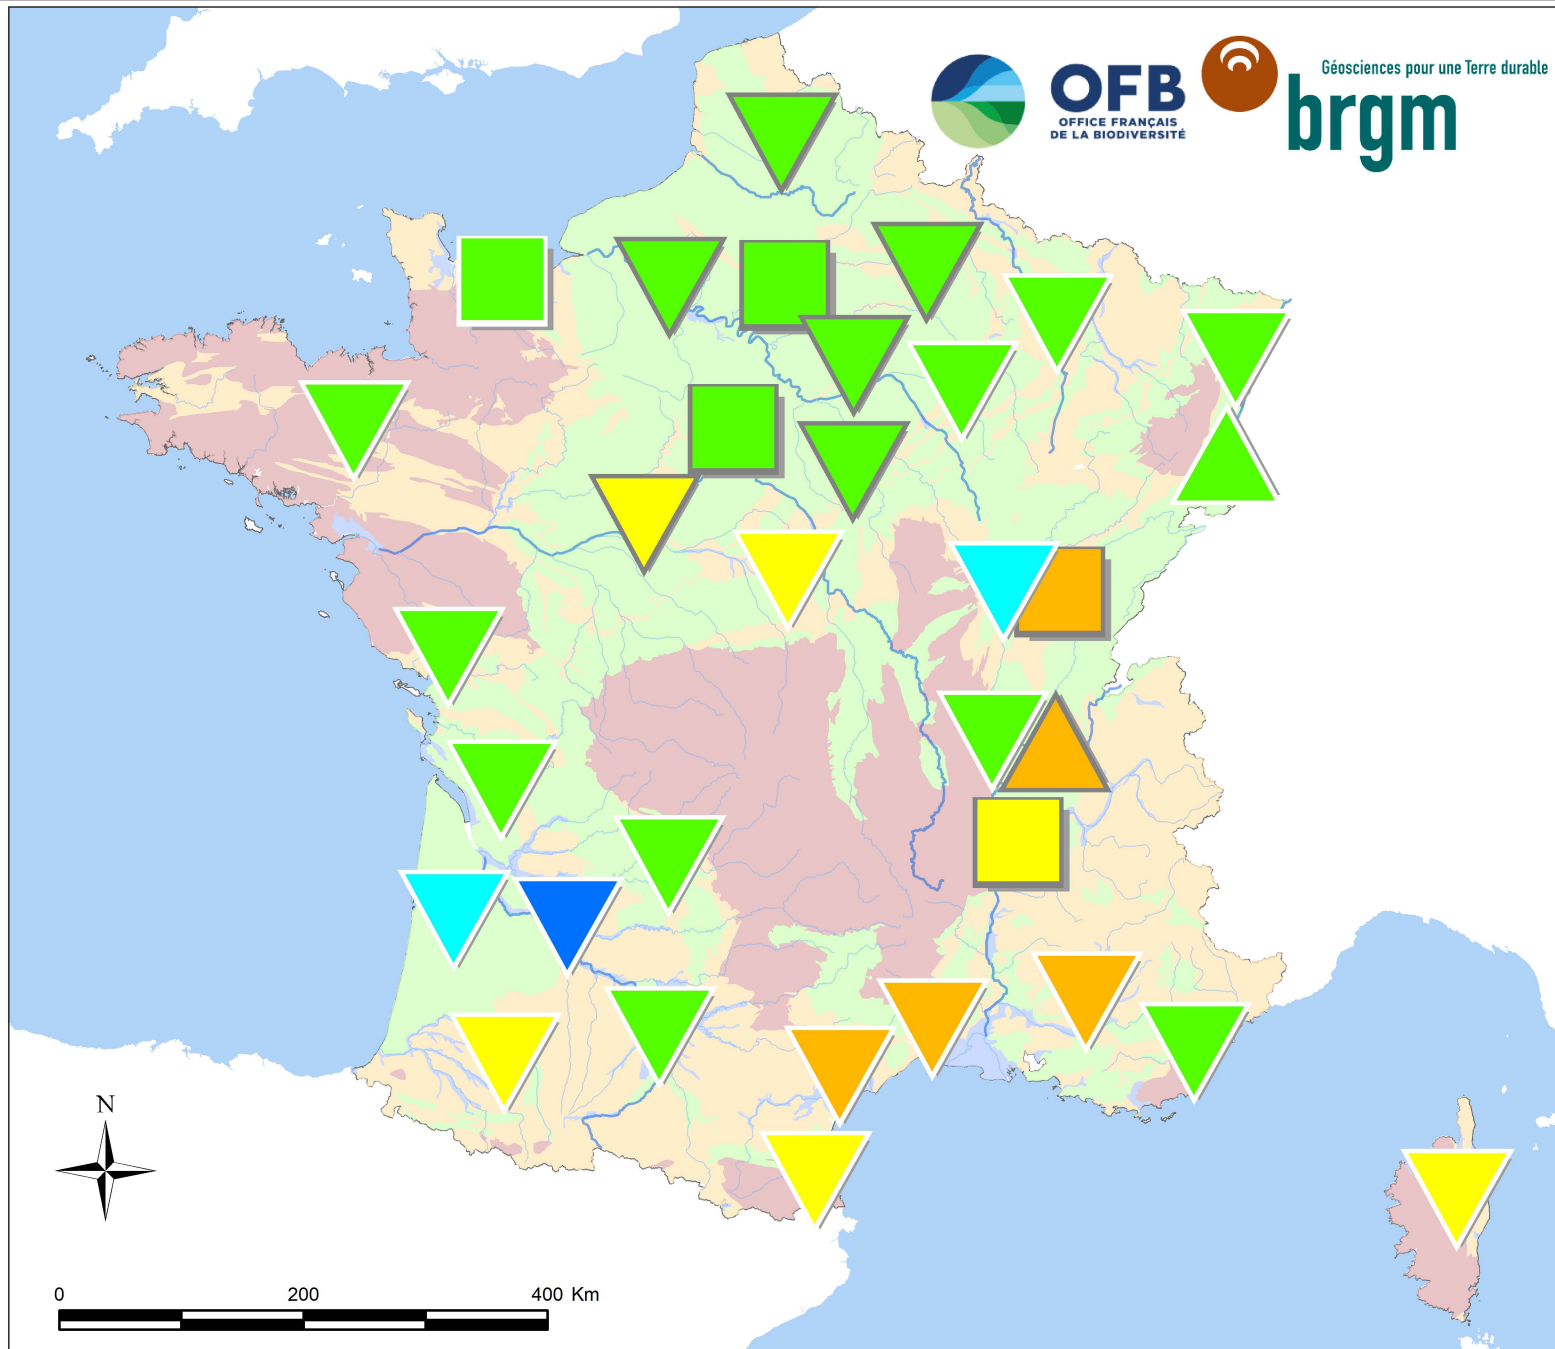 OFB
OFFICE FRANÇAIS
DE LA BIODIVERSITÉ
Géosciences pour une Terre durable
brgm
N
0 200 400 Km